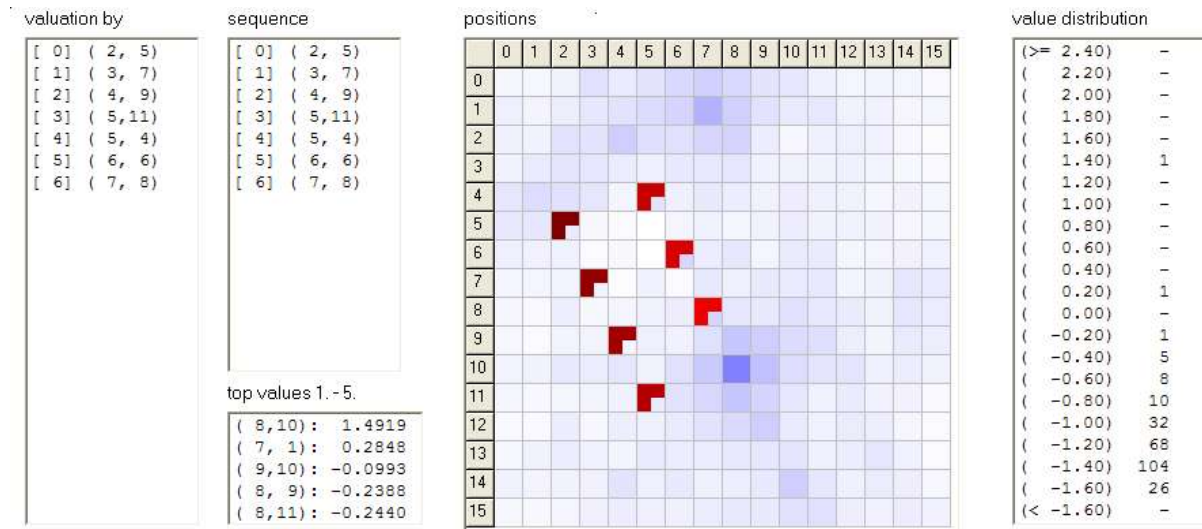 valuation by
[ 0] ( 2, 5)
[ 1] ( 3, 7)
[ 2] ( 4, 9)
[ 3] ( 5,11)
[ 4] ( 5, 4)
[ 5] ( 6, 6)
[ 6] ( 7, 8)
sequence
[ 0] ( 2, 5)
[ 1] ( 3, 7)
[ 2] ( 4, 9)
[ 3] ( 5,11)
[ 4] ( 5, 4)
[ 5] ( 6, 6)
[ 6] ( 7, 8)
top values 1. - 5.
( 8,10): 1.4919
( 7, 1): 0.2848
( 9,10): -0.0993
( 8, 9): -0.2388
( 8,11): -0.2440
positions
0 1 2 3 4 5 6 7 8 9 10 11 12 13 14 15
0
1
2
3
4
5
6
7
8
9
10
11
12
13
14
15
value distribution
(>= 2.40) -
( 2.20) -
( 2.00) -
( 1.80) -
( 1.60) -
( 1.40) 1
( 1.20) -
( 1.00) -
( 0.80) -
( 0.60) -
( 0.40) -
( 0.20) 1
( 0.00) -
( -0.20) 1
( -0.40) 5
( -0.60) 8
( -0.80) 10
( -1.00) 32
( -1.20) 68
( -1.40) 104
( -1.60) 26
(< -1.60) -